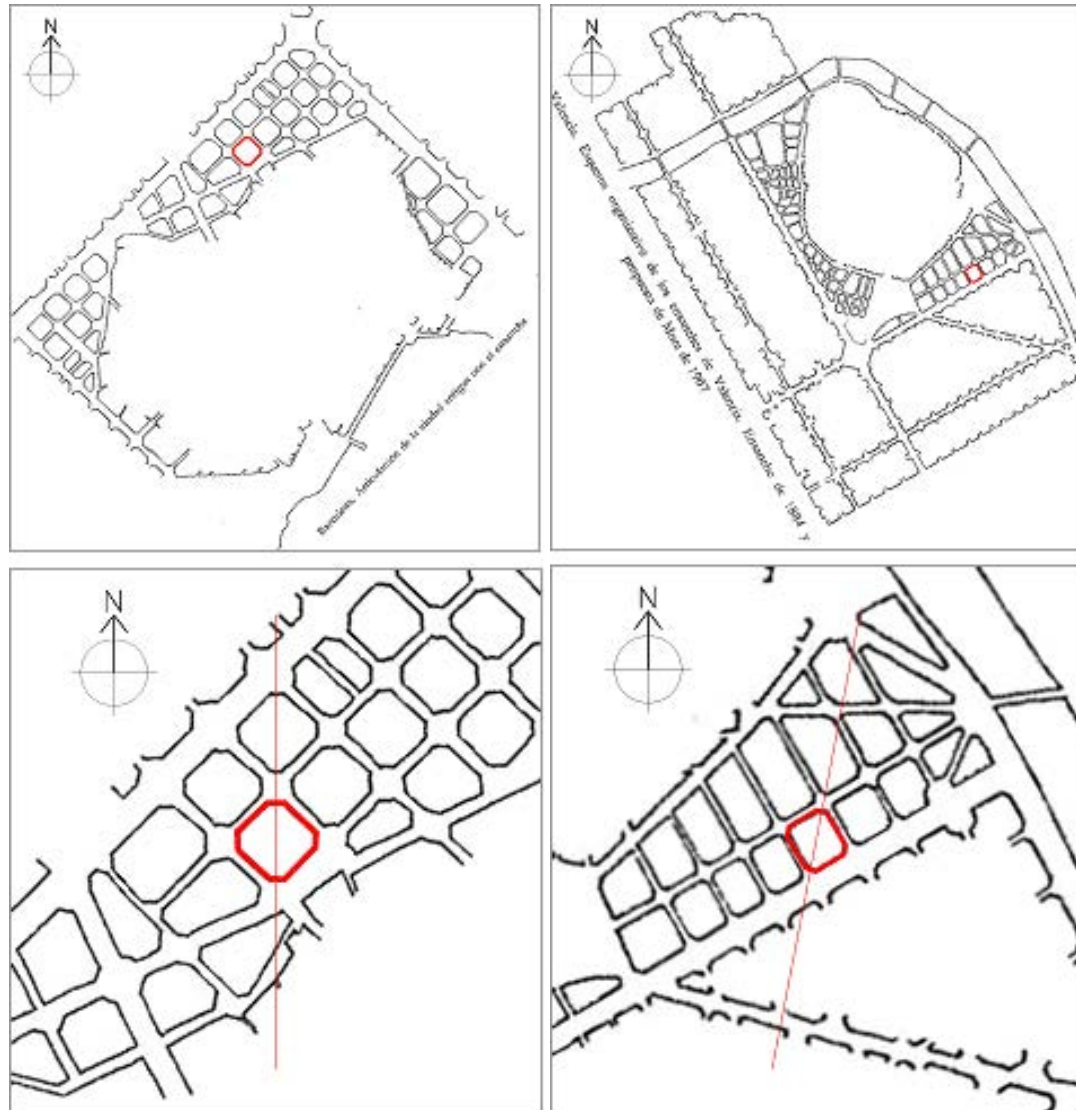 N
Barcelona. Articulación de la ciudad antigua con el ensanche
N
Valencia. Esquema organizativo de los ensanches de Valencia. Ensanche de 1884 y
propuesta de Mora de 1907
N
N